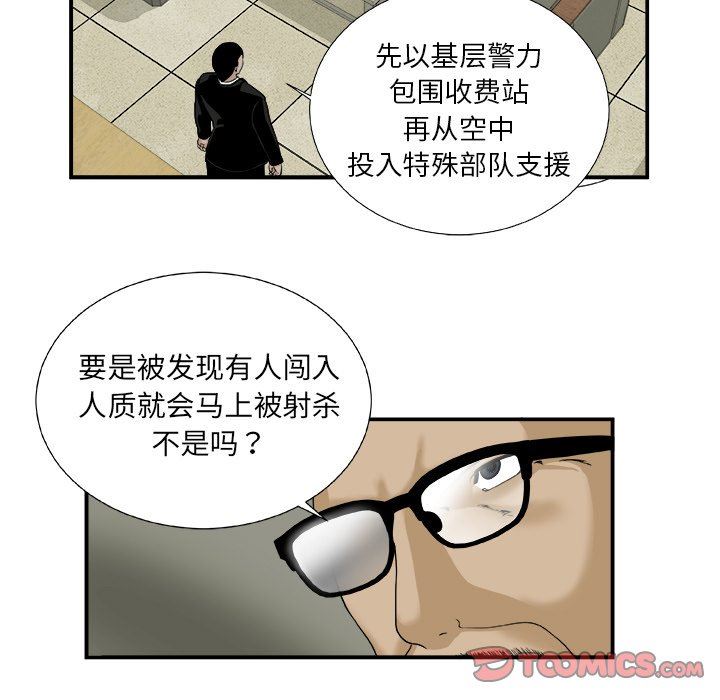 先以基层警力
包围收费站
再从空中
投入特殊部队支援
要是被发现有人闯入
人质就会马上被射杀
不是吗？
TOOMICS.COM